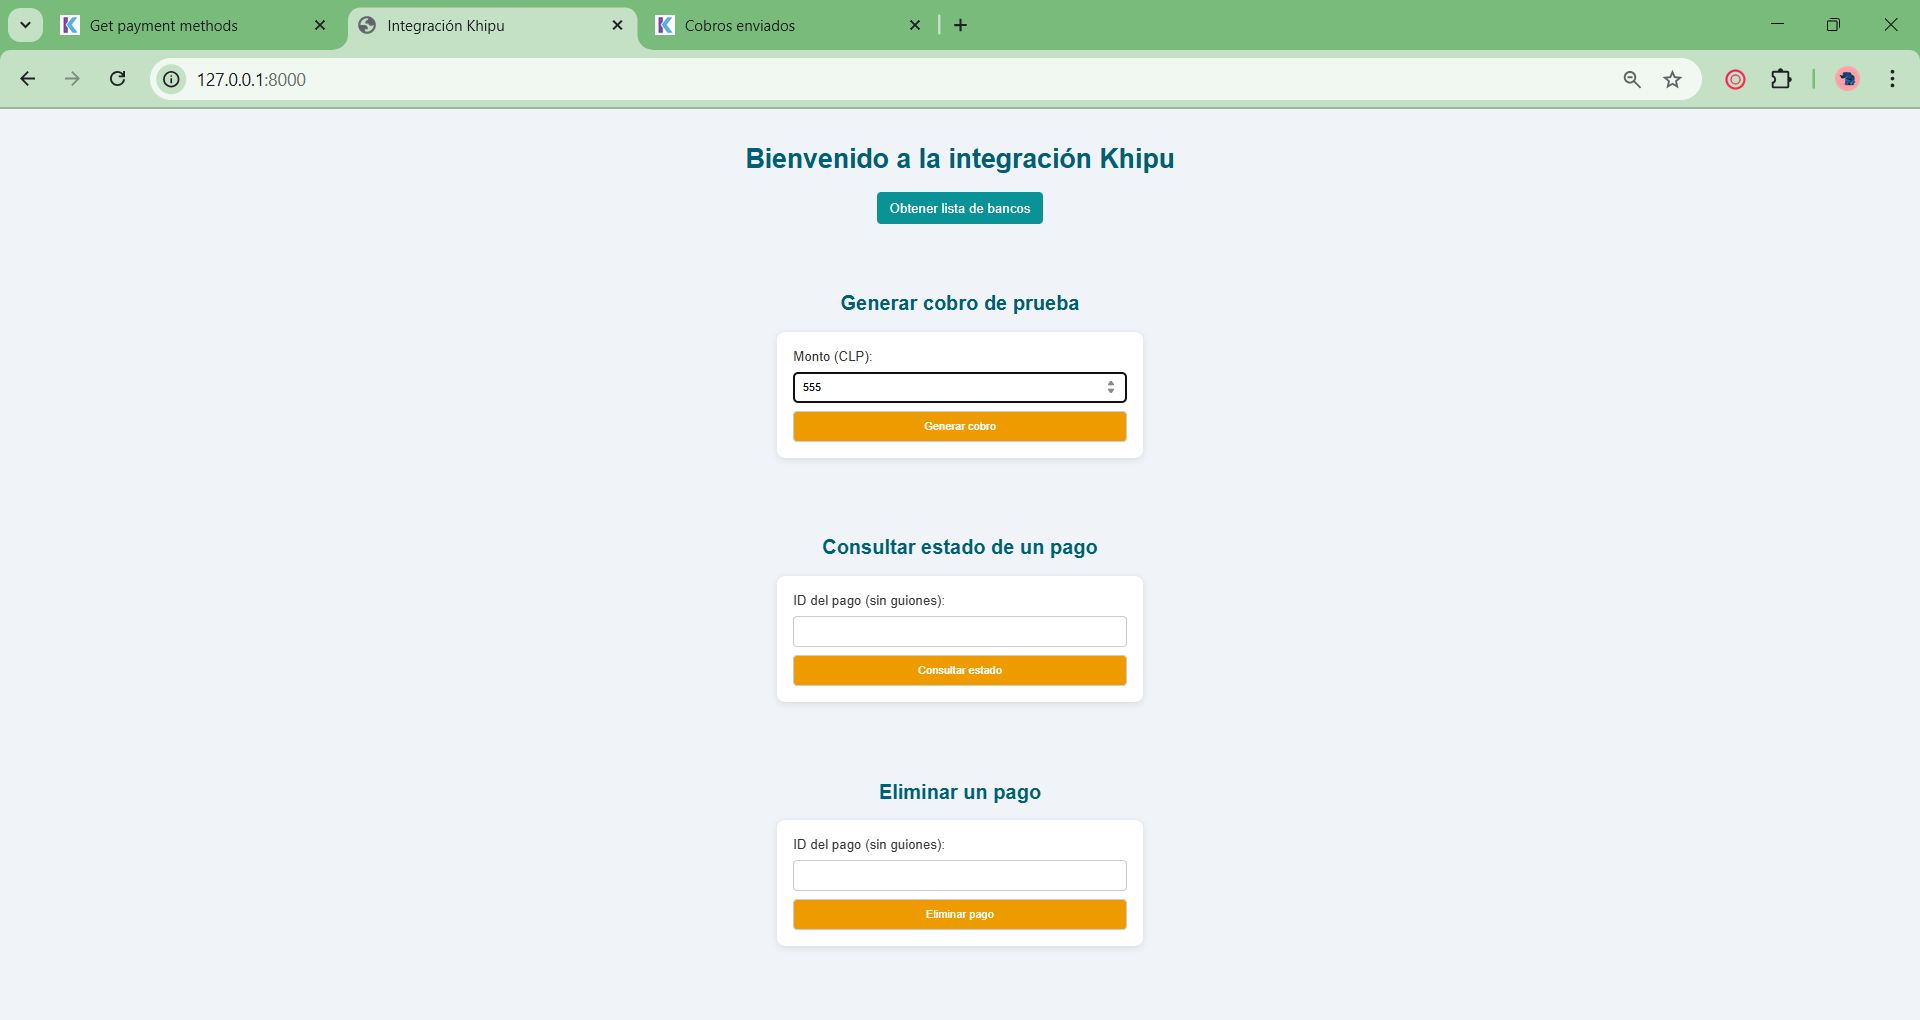 Get payment methods
Integración Khipu
Cobros enviados
127.0.0.1:8000
Bienvenido a la integración Khipu
Obtener lista de bancos
Generar cobro de prueba
Monto (CLP):
555
Generar cobro
Consultar estado de un pago
ID del pago (sin guiones):
Consultar estado
Eliminar un pago
ID del pago (sin guiones):
Eliminar pago